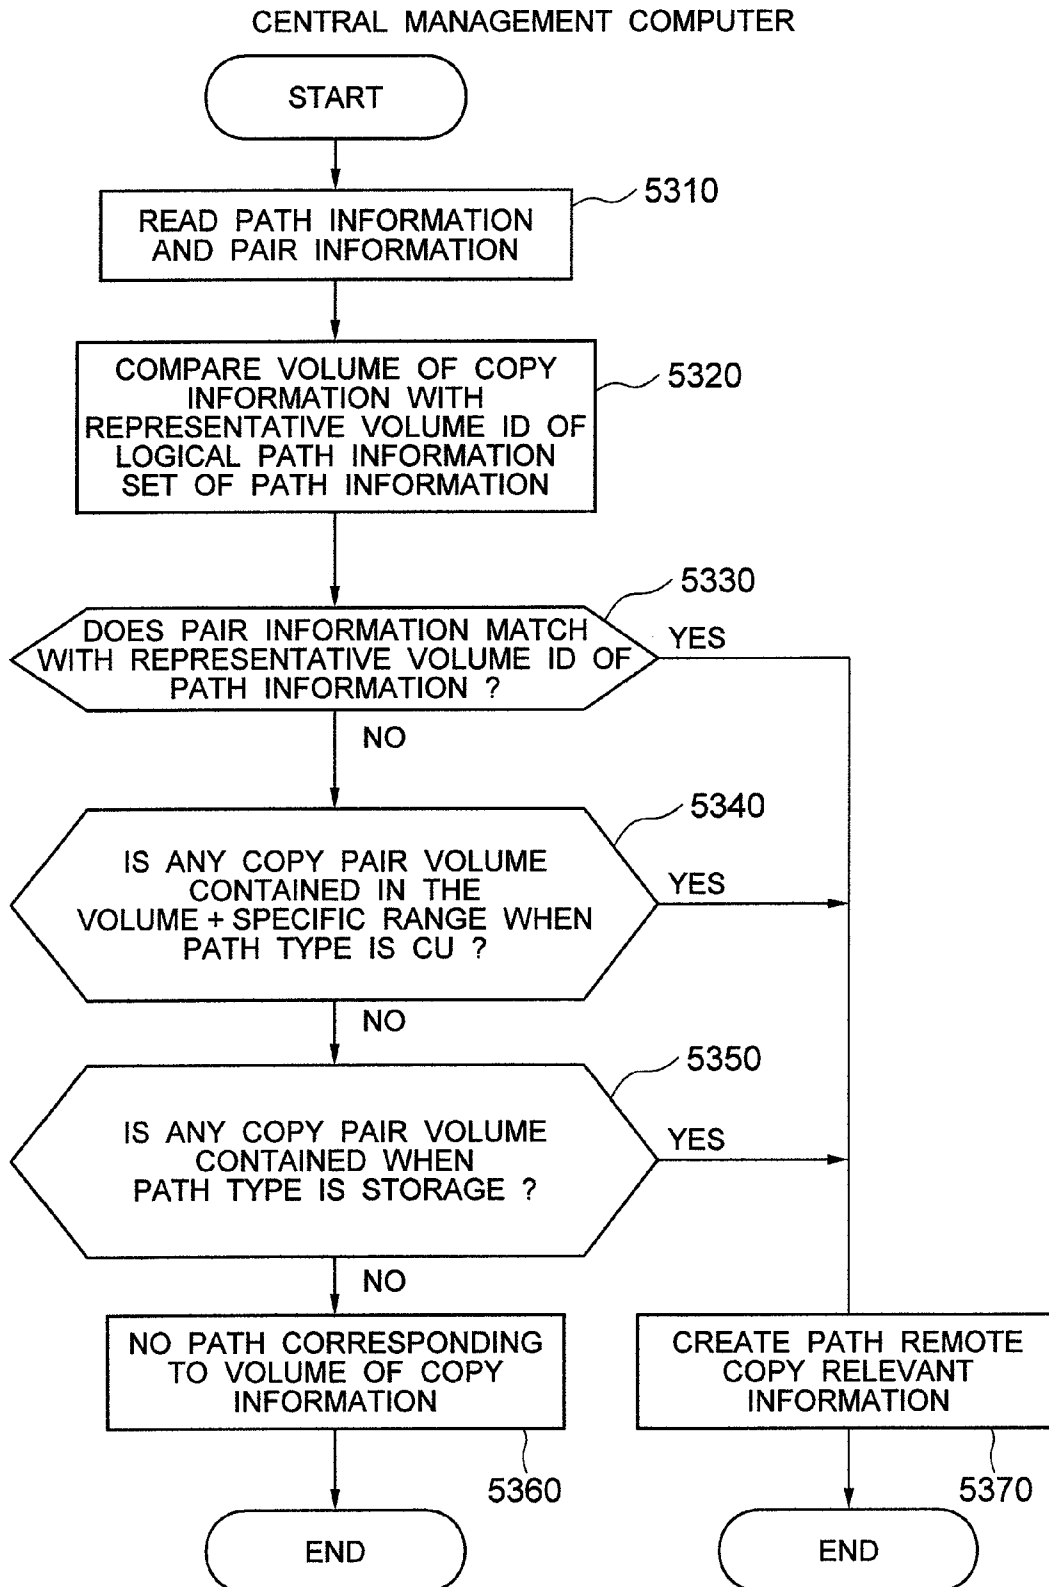 CENTRAL MANAGEMENT COMPUTER
START
5310
READ PATH INFORMATION
AND PAIR INFORMATION
5320
COMPARE VOLUME OF COPY
INFORMATION WITH
REPRESENTATIVE VOLUME ID OF
LOGICAL PATH INFORMATION
SET OF PATH INFORMATION
5330
DOES PAIR INFORMATION MATCH
WITH REPRESENTATIVE VOLUME ID OF
PATH INFORMATION ?
YES
NO
5340
IS ANY COPY PAIR VOLUME
CONTAINED IN THE
VOLUME + SPECIFIC RANGE WHEN
PATH TYPE IS CU ?
YES
NO
5350
IS ANY COPY PAIR VOLUME
CONTAINED WHEN
PATH TYPE IS STORAGE ?
YES
NO
NO PATH CORRESPONDING
TO VOLUME OF COPY
INFORMATION
5360
END
CREATE PATH REMOTE
COPY RELEVANT
INFORMATION
5370
END